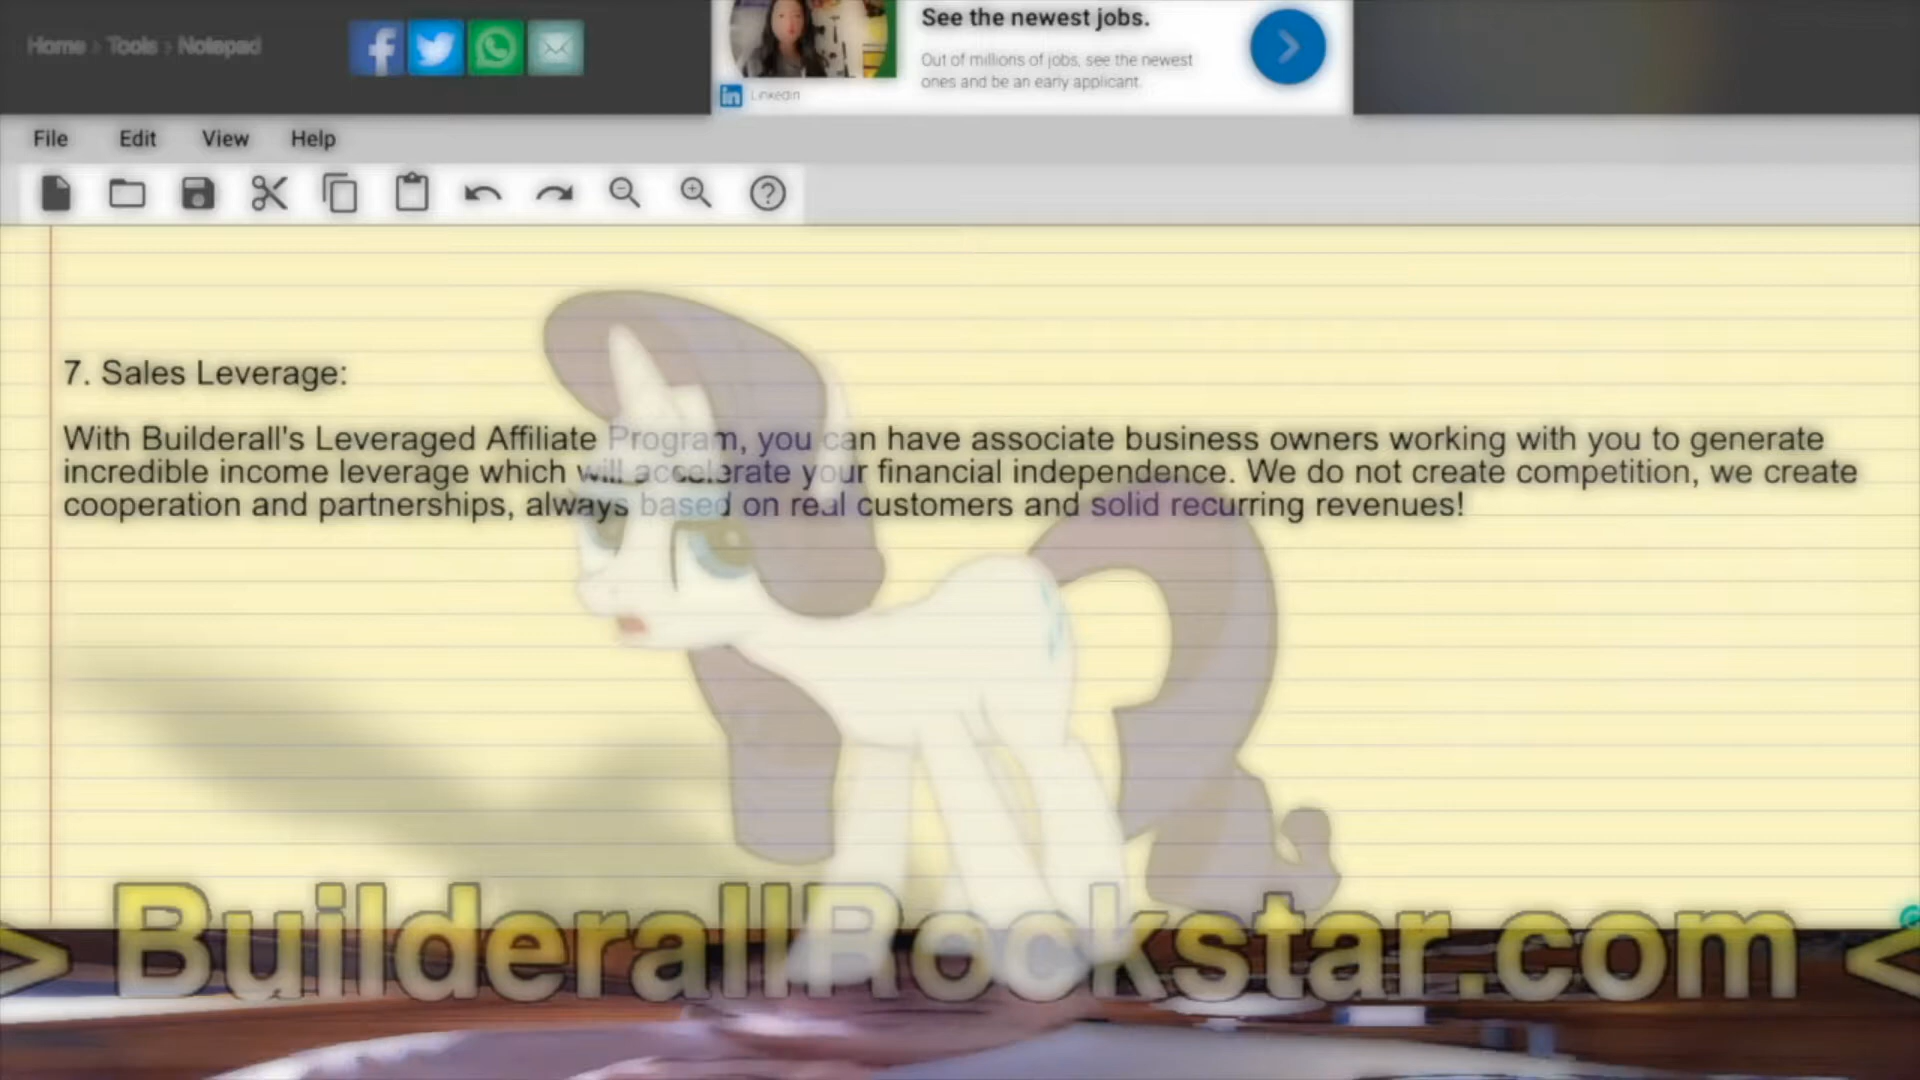 Home > Tools > Notepad
See the newest jobs.
Out of millions of jobs, see the newest
ones and be an early applicant.
LinkedIn
File Edit View Help
7. Sales Leverage:
With Builderall's Leveraged Affiliate Program, you can have associate business owners working with you to generate
incredible income leverage which will accelerate your financial independence. We do not create competition, we create
cooperation and partnerships, always based on real customers and solid recurring revenues!
> BuilderallRockstar.com <